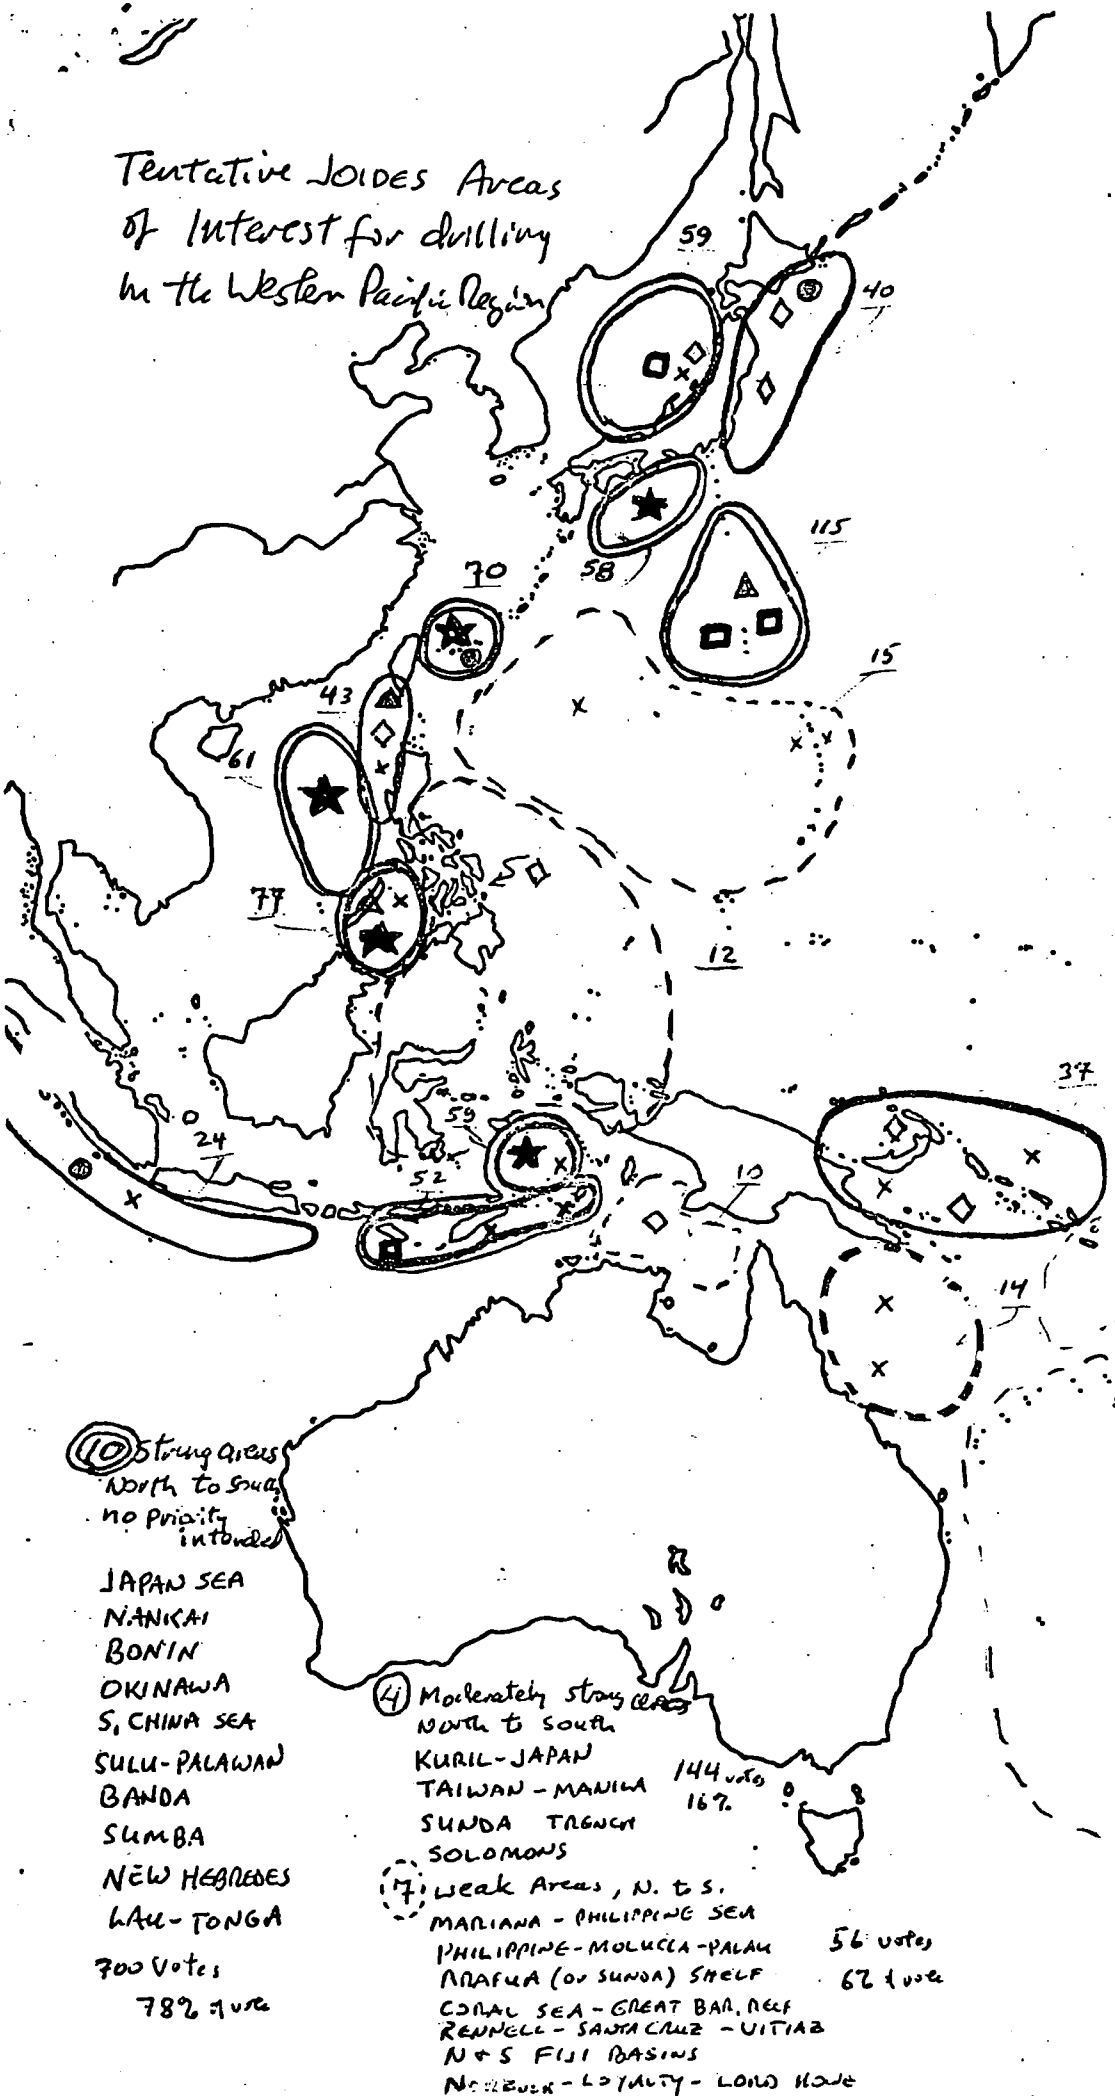 Tentative JOIDES Areas
of Interest for drilling
in the Western Pacific Region
59
40
115
58
70
15
43
61
77
12
37
59
24
52
10
14
10 Strong areas
North to South
no priority
intended
JAPAN SEA
NANKAI
BONIN
OKINAWA
S. CHINA SEA
SULU-PALAWAN
BANDA
SUMBA
NEW HEBREDES
LAU-TONGA
700 Votes
78% of vote
4 Moderately strong areas
North to South
KURIL-JAPAN
TAIWAN-MANILA
SUNDA TRENCH
SOLOMONS
144 votes
16%
7 weak Areas, N. to S.
MARIANA - PHILIPPINE SEA
PHILIPPINE-MOLUCCA-PALAU
ARAFUA (or SUNDA) SHELF
CORAL SEA - GREAT BAR. REEF
RENNELL - SANTA CRUZ - VITIAZ
N & S FIJI BASINS
- LOYALTY - LORD HOWE
56 votes
6% of vote